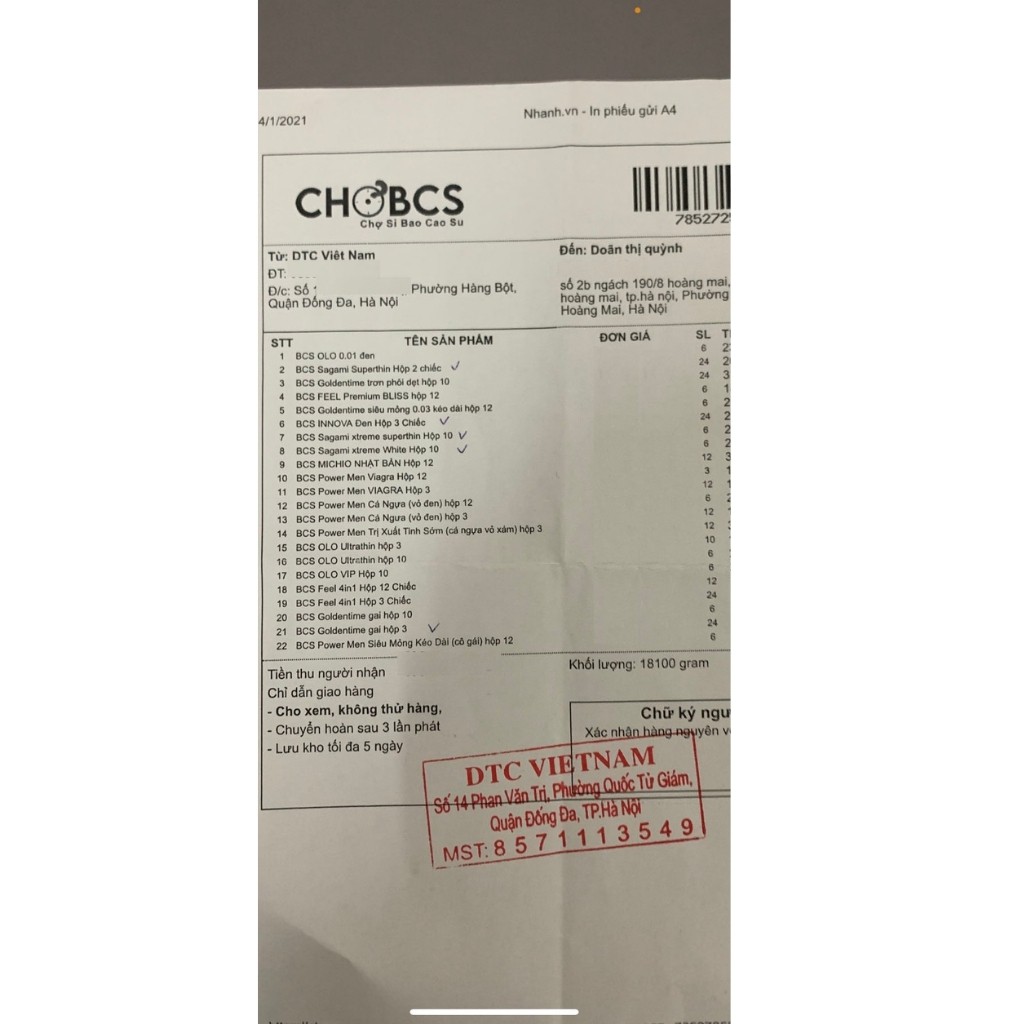 4/1/2021
Nhanh.vn - In phiếu gửi A4
CHOBCS
Chợ Sỉ Bao Cao Su
785272
Từ: DTC Viêt Nam
ĐT:
Đ/c: Số
Phường Hàng Bột,
Quận Đống Đa, Hà Nội
Đến: Doãn thị quỳnh
số 2b ngách 190/8 hoàng mai,
hoàng mai, tp.hà nội, Phường
Hoàng Mai, Hà Nội
STT TÊN SẢN PHẨM ĐƠN GIÁ SL
1 BCS OLO 0.01 đen 6
2 BCS Sagami Superthin Hộp 2 chiếc 24
3 BCS Goldentime trơn phôi dẹt hộp 10 24
4 BCS FEEL Premium BLISS hộp 12 6
5 BCS Goldentime siêu mỏng 0.03 kéo dài hộp 12 6
6 BCS INNOVA Đen Hộp 3 Chiếc 24
7 BCS Sagami xtreme superthin Hộp 10 6
8 BCS Sagami xtreme White Hộp 10 6
9 BCS MICHIO NHẬT BẢN Hộp 12 12
10 BCS Power Men Viagra Hộp 12 3
11 BCS Power Men VIAGRA Hộp 3 12
12 BCS Power Men Cá Ngựa (vỏ đen) hộp 12 6
13 BCS Power Men Cá Ngưa (vỏ đen) hộp 3 12
14 BCS Power Men Trị Xuất Tinh Sớm (cá ngựa vỏ xám) hộp 3 12
15 BCS OLO Ultrathin hộp 3 10
16 BCS OLO Ultrathin hộp 10 6
17 BCS OLO VIP Hộp 10 6
18 BCS Feel 4in1 Hộp 12 Chiếc 12
19 BCS Feel 4in1 Hộp 3 Chiếc 24
20 BCS Goldentime gai hộp 10 6
21 BCS Goldentime gai hộp 3 24
22 BCS Power Men Siêu Mỏng Kéo Dài (cô gái) hộp 12 6
Tiền thu người nhận
Chỉ dẫn giao hàng
- Cho xem, không thử hàng,
- Chuyển hoàn sau 3 lần phát
- Lưu kho tối đa 5 ngày
Khối lượng: 18100 gram
Chữ ký
Xác nhận hàng nguyên
DTC VIETNAM
Số 14 Phan Văn Trị, Phường Quốc Tử Giám,
Quận Đống Đa, TP.Hà Nội
MST: 8571113549